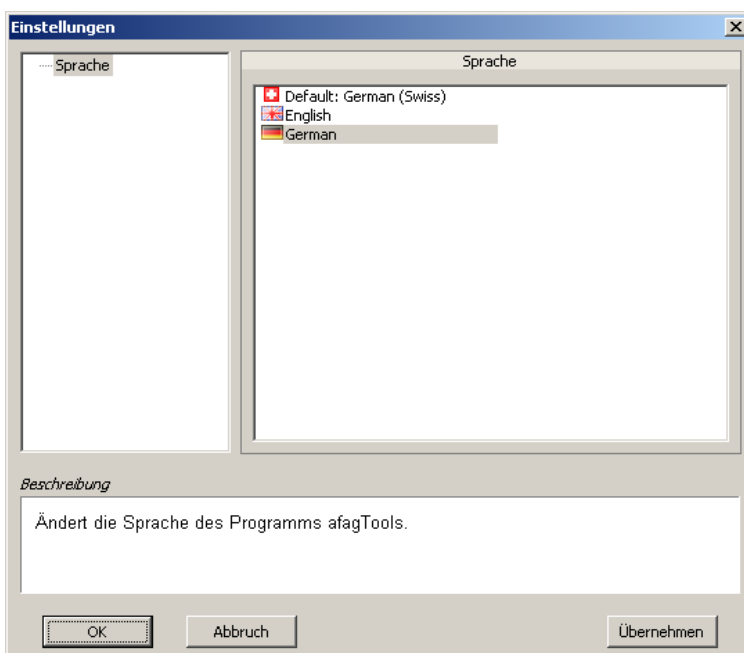 Einstellungen
Sprache
Sprache
Default: German (Swiss)
English
German
Beschreibung
Ändert die Sprache des Programms afagTools.
OK
Abbruch
Übernehmen